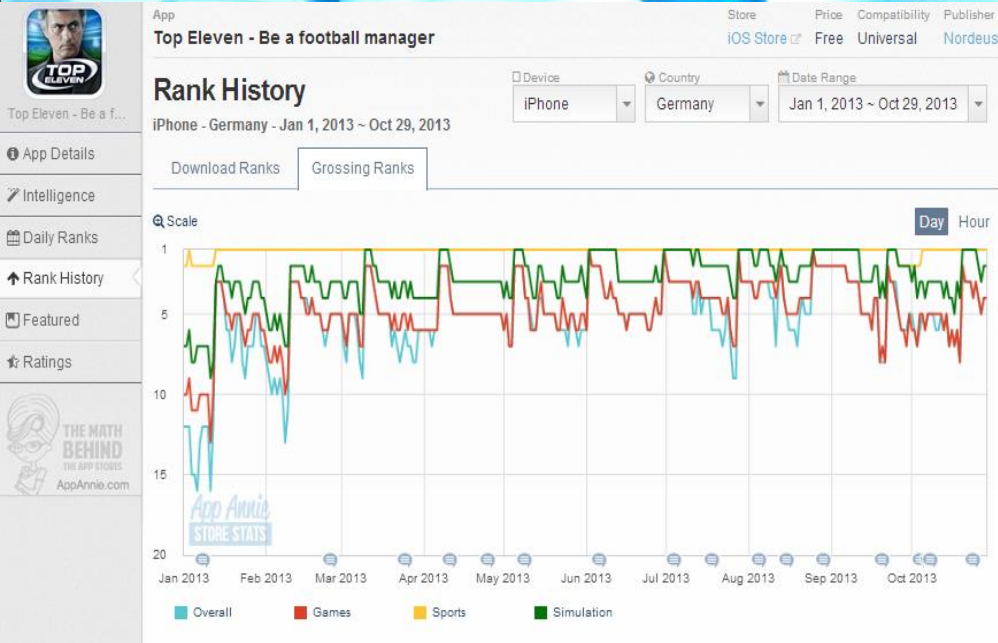 TOP
ELEVEN
Top Eleven - Be a f...
App Details
Intelligence
Daily Ranks
Rank History
Featured
Ratings
THE MATH
BEHIND
THE APP STORES
AppAnnie.com
App
Top Eleven - Be a football manager
Store
iOS Store
Price
Free
Compatibility
Universal
Publisher
Nordeus
Rank History
iPhone - Germany - Jan 1, 2013 ~ Oct 29, 2013
Device
iPhone
Country
Germany
Date Range
Jan 1, 2013 ~ Oct 29, 2013
Download Ranks
Grossing Ranks
Scale
Day
Hour
1
5
10
15
20
App Annie
STORE STATS
Jan 2013
Feb 2013
Mar 2013
Apr 2013
May 2013
Jun 2013
Jul 2013
Aug 2013
Sep 2013
Oct 2013
Overall
Games
Sports
Simulation